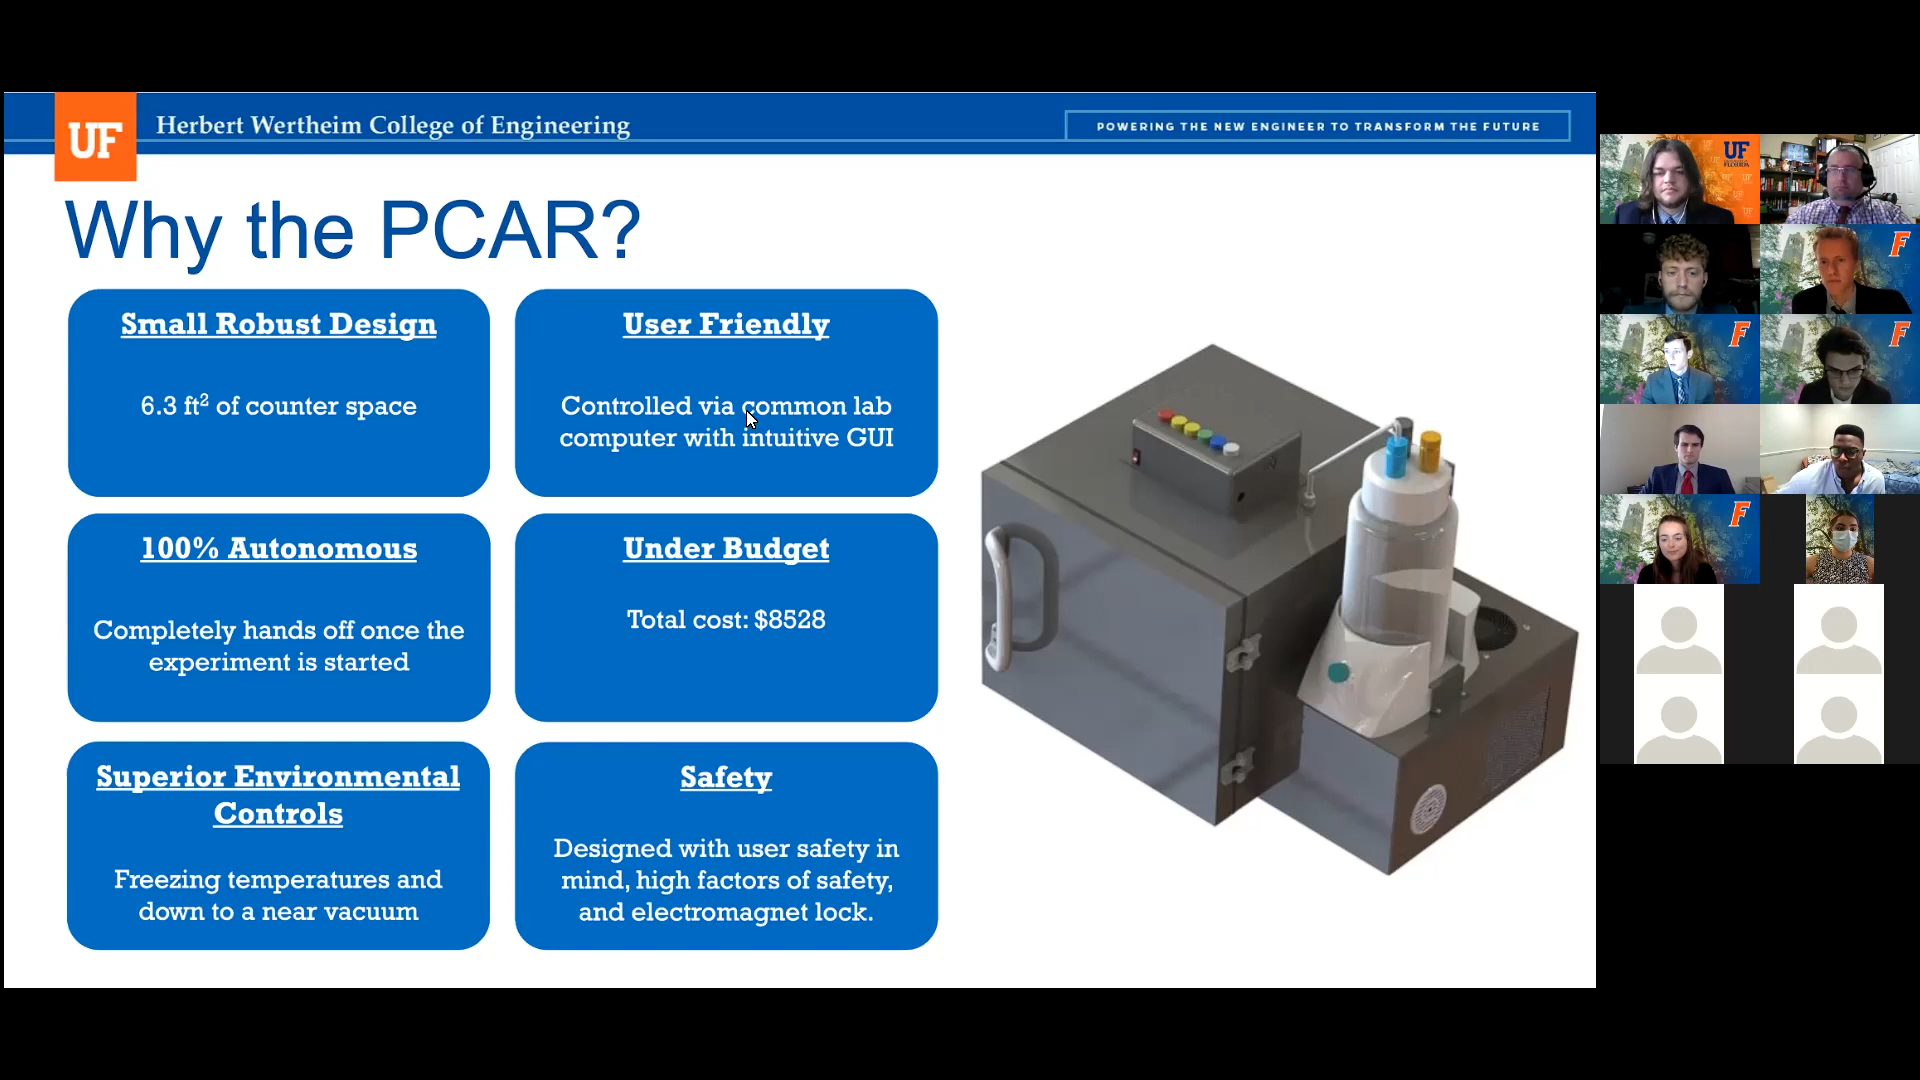 UF
Herbert Wertheim College of Engineering
POWERING THE NEW ENGINEER TO TRANSFORM THE FUTURE
Why the PCAR?
Small Robust Design
6.3 ft² of counter space
User Friendly
Controlled via common lab
computer with intuitive GUI
100% Autonomous
Completely hands off once the
experiment is started
Under Budget
Total cost: $8528
Superior Environmental
Controls
Freezing temperatures and
down to a near vacuum
Safety
Designed with user safety in
mind, high factors of safety,
and electromagnet lock.
UF
F
F
F
F